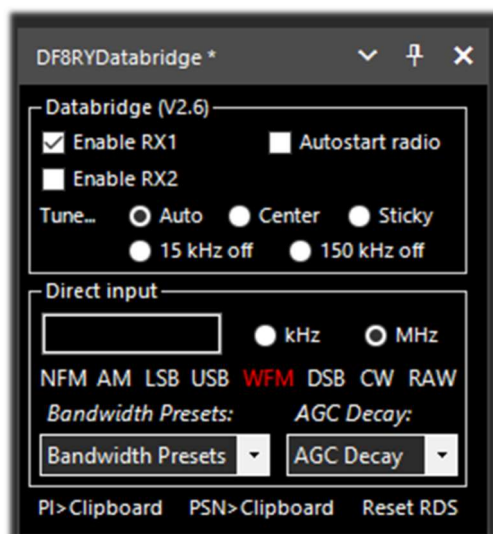 DF8RYDatabridge *
Databridge (V2.6)
Enable RX1 Autostart radio
Enable RX2
Tune... Auto Center Sticky
15 kHz off 150 kHz off
Direct input
kHz MHz
NFM AM LSB USB WFM DSB CW RAW
Bandwidth Presets: AGC Decay:
Bandwidth Presets AGC Decay
PI>Clipboard PSN>Clipboard Reset RDS